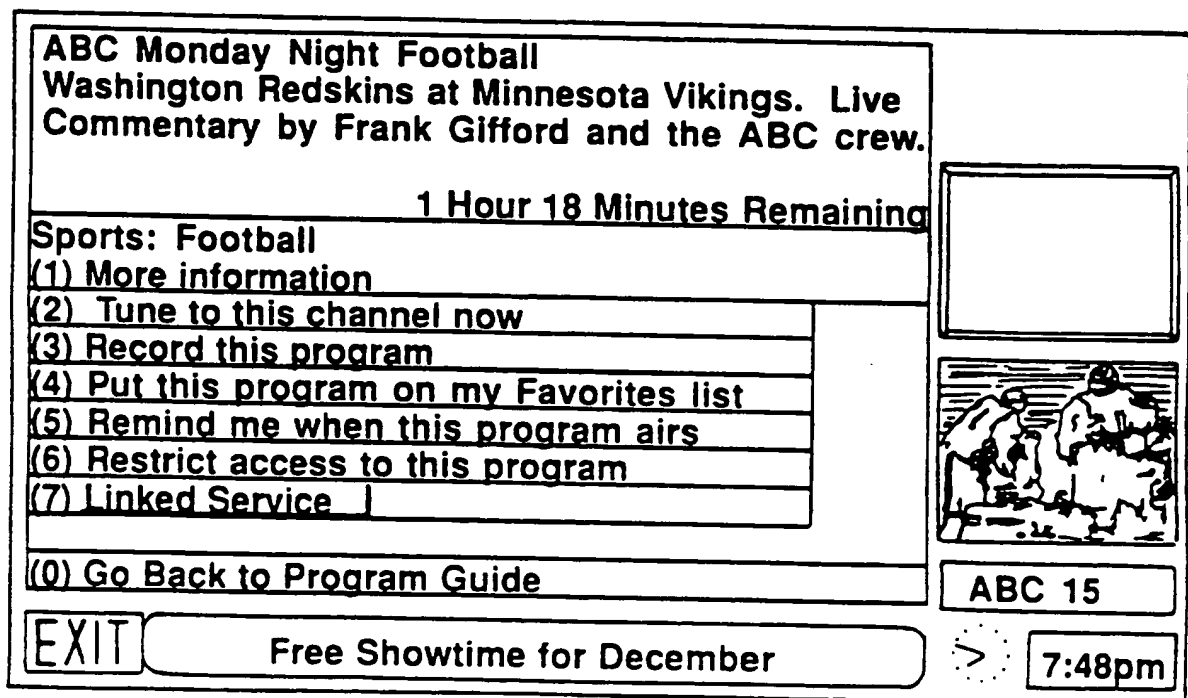 ABC Monday Night Football
Washington Redskins at Minnesota Vikings. Live
Commentary by Frank Gifford and the ABC crew.
1 Hour 18 Minutes Remaining
Sports: Football
(1) More information
(2) Tune to this channel now
(3) Record this program
(4) Put this program on my Favorites list
(5) Remind me when this program airs
(6) Restrict access to this program
(7) Linked Service
(0) Go Back to Program Guide
ABC 15
EXIT
Free Showtime for December
7:48pm